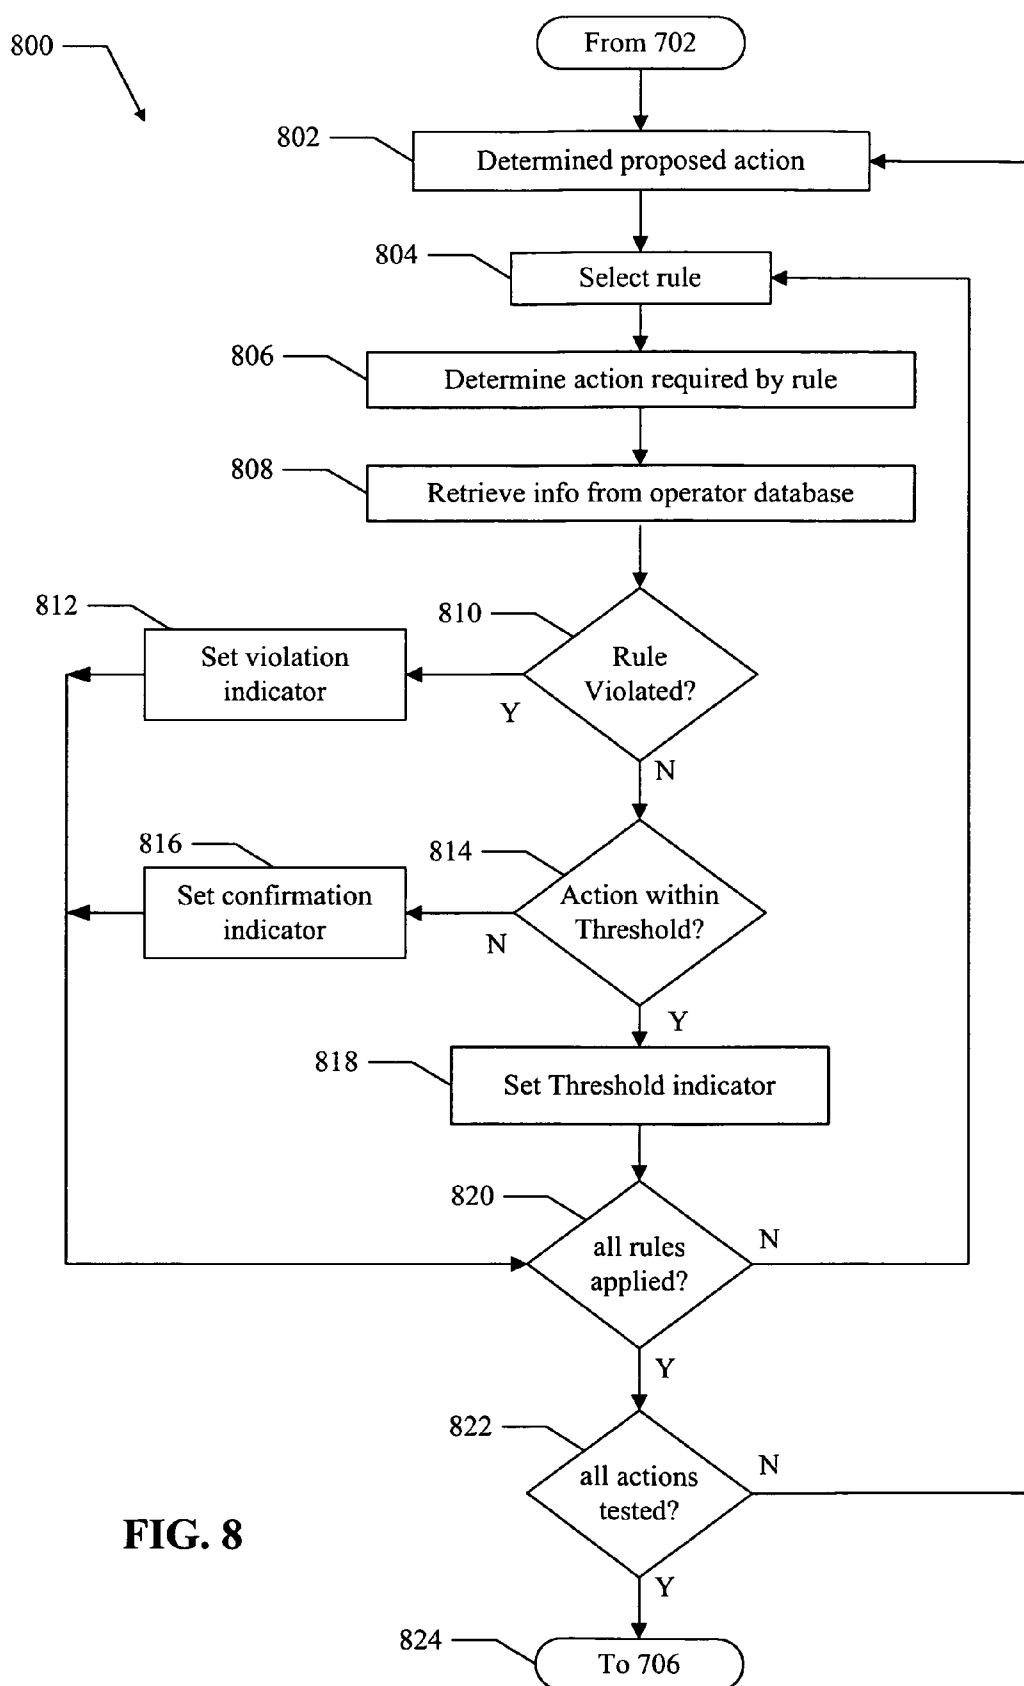 800
From 702
802
Determined proposed action
804
Select rule
806
Determine action required by rule
808
Retrieve info from operator database
812
Set violation
indicator
810
Rule
Violated?
Y
N
816
Set confirmation
indicator
814
Action within
Threshold?
N
Y
818
Set Threshold indicator
820
all rules
applied?
N
Y
822
all actions
tested?
N
Y
FIG. 8
824
To 706